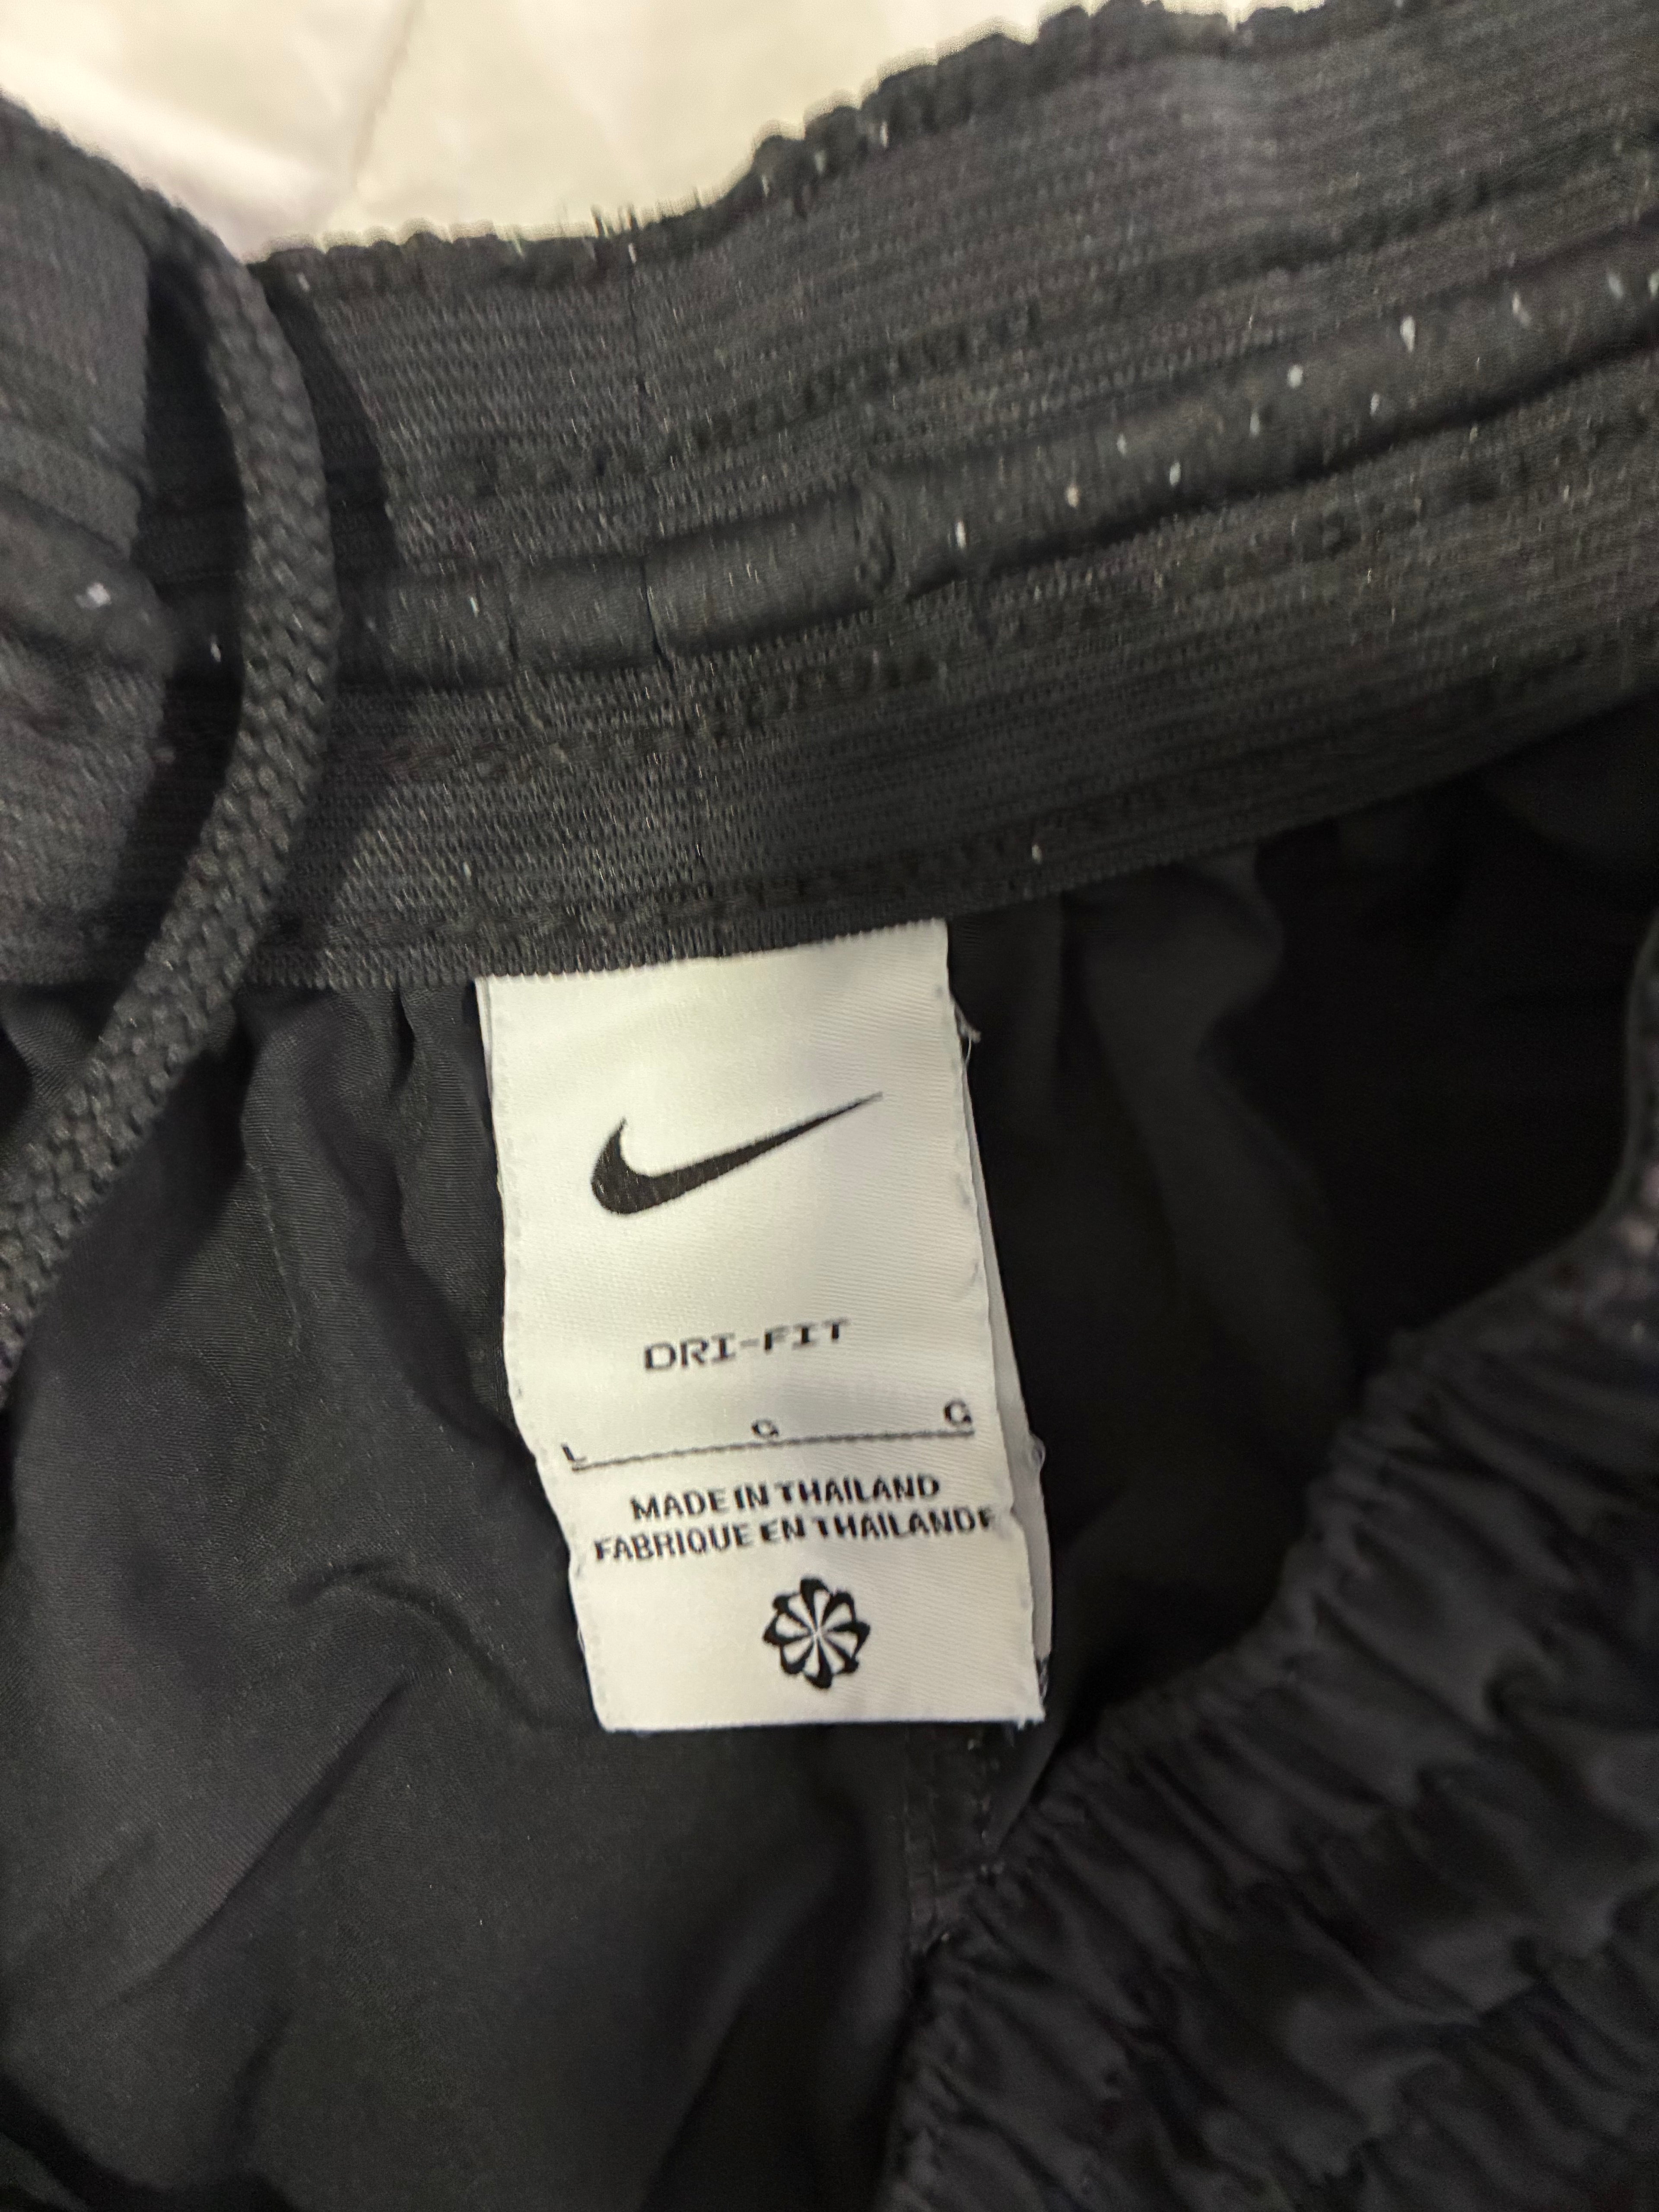 DRI-FIT
L G G
MADE IN THAILAND
FABRIQUE EN THAILANDE